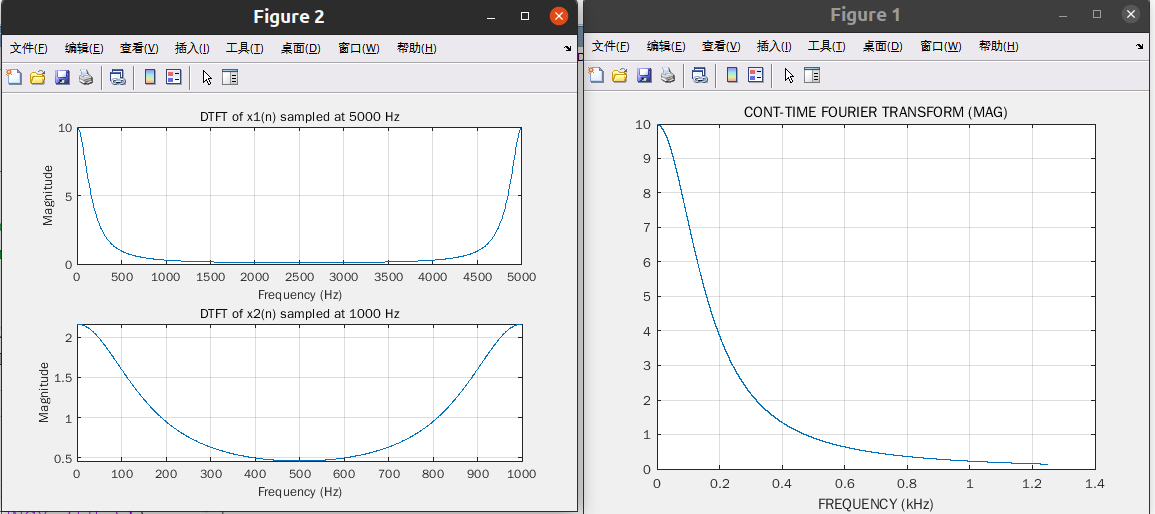 Figure 2
文件(F) 编辑(E) 查看(V) 插入(I) 工具(T) 桌面(D) 窗口(W) 帮助(H)
DTFT of x1(n) sampled at 5000 Hz
10
5
0
Magnitude
0 500 1000 1500 2000 2500 3000 3500 4000 4500 5000
Frequency (Hz)
DTFT of x2(n) sampled at 1000 Hz
2
1.5
1
0.5
Magnitude
0 100 200 300 400 500 600 700 800 900 1000
Frequency (Hz)
Figure 1
文件(F) 编辑(E) 查看(V) 插入(I) 工具(T) 桌面(D) 窗口(W) 帮助(H)
CONT-TIME FOURIER TRANSFORM (MAG)
10
9
8
7
6
5
4
3
2
1
0
0 0.2 0.4 0.6 0.8 1 1.2 1.4
FREQUENCY (kHz)